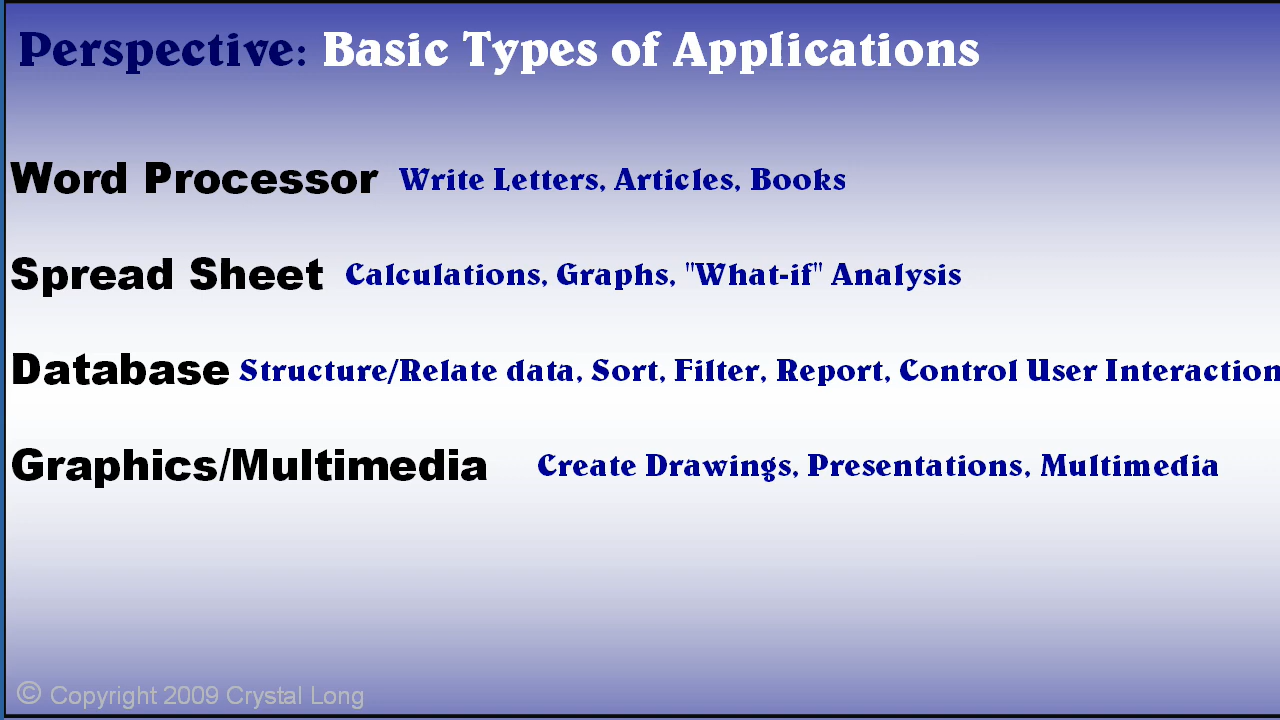 Perspective: Basic Types of Applications
Word Processor Write Letters, Articles, Books
Spread Sheet Calculations, Graphs, "What-if" Analysis
Database Structure/Relate data, Sort, Filter, Report, Control User Interaction
Graphics/Multimedia Create Drawings, Presentations, Multimedia
© Copyright 2009 Crystal Long